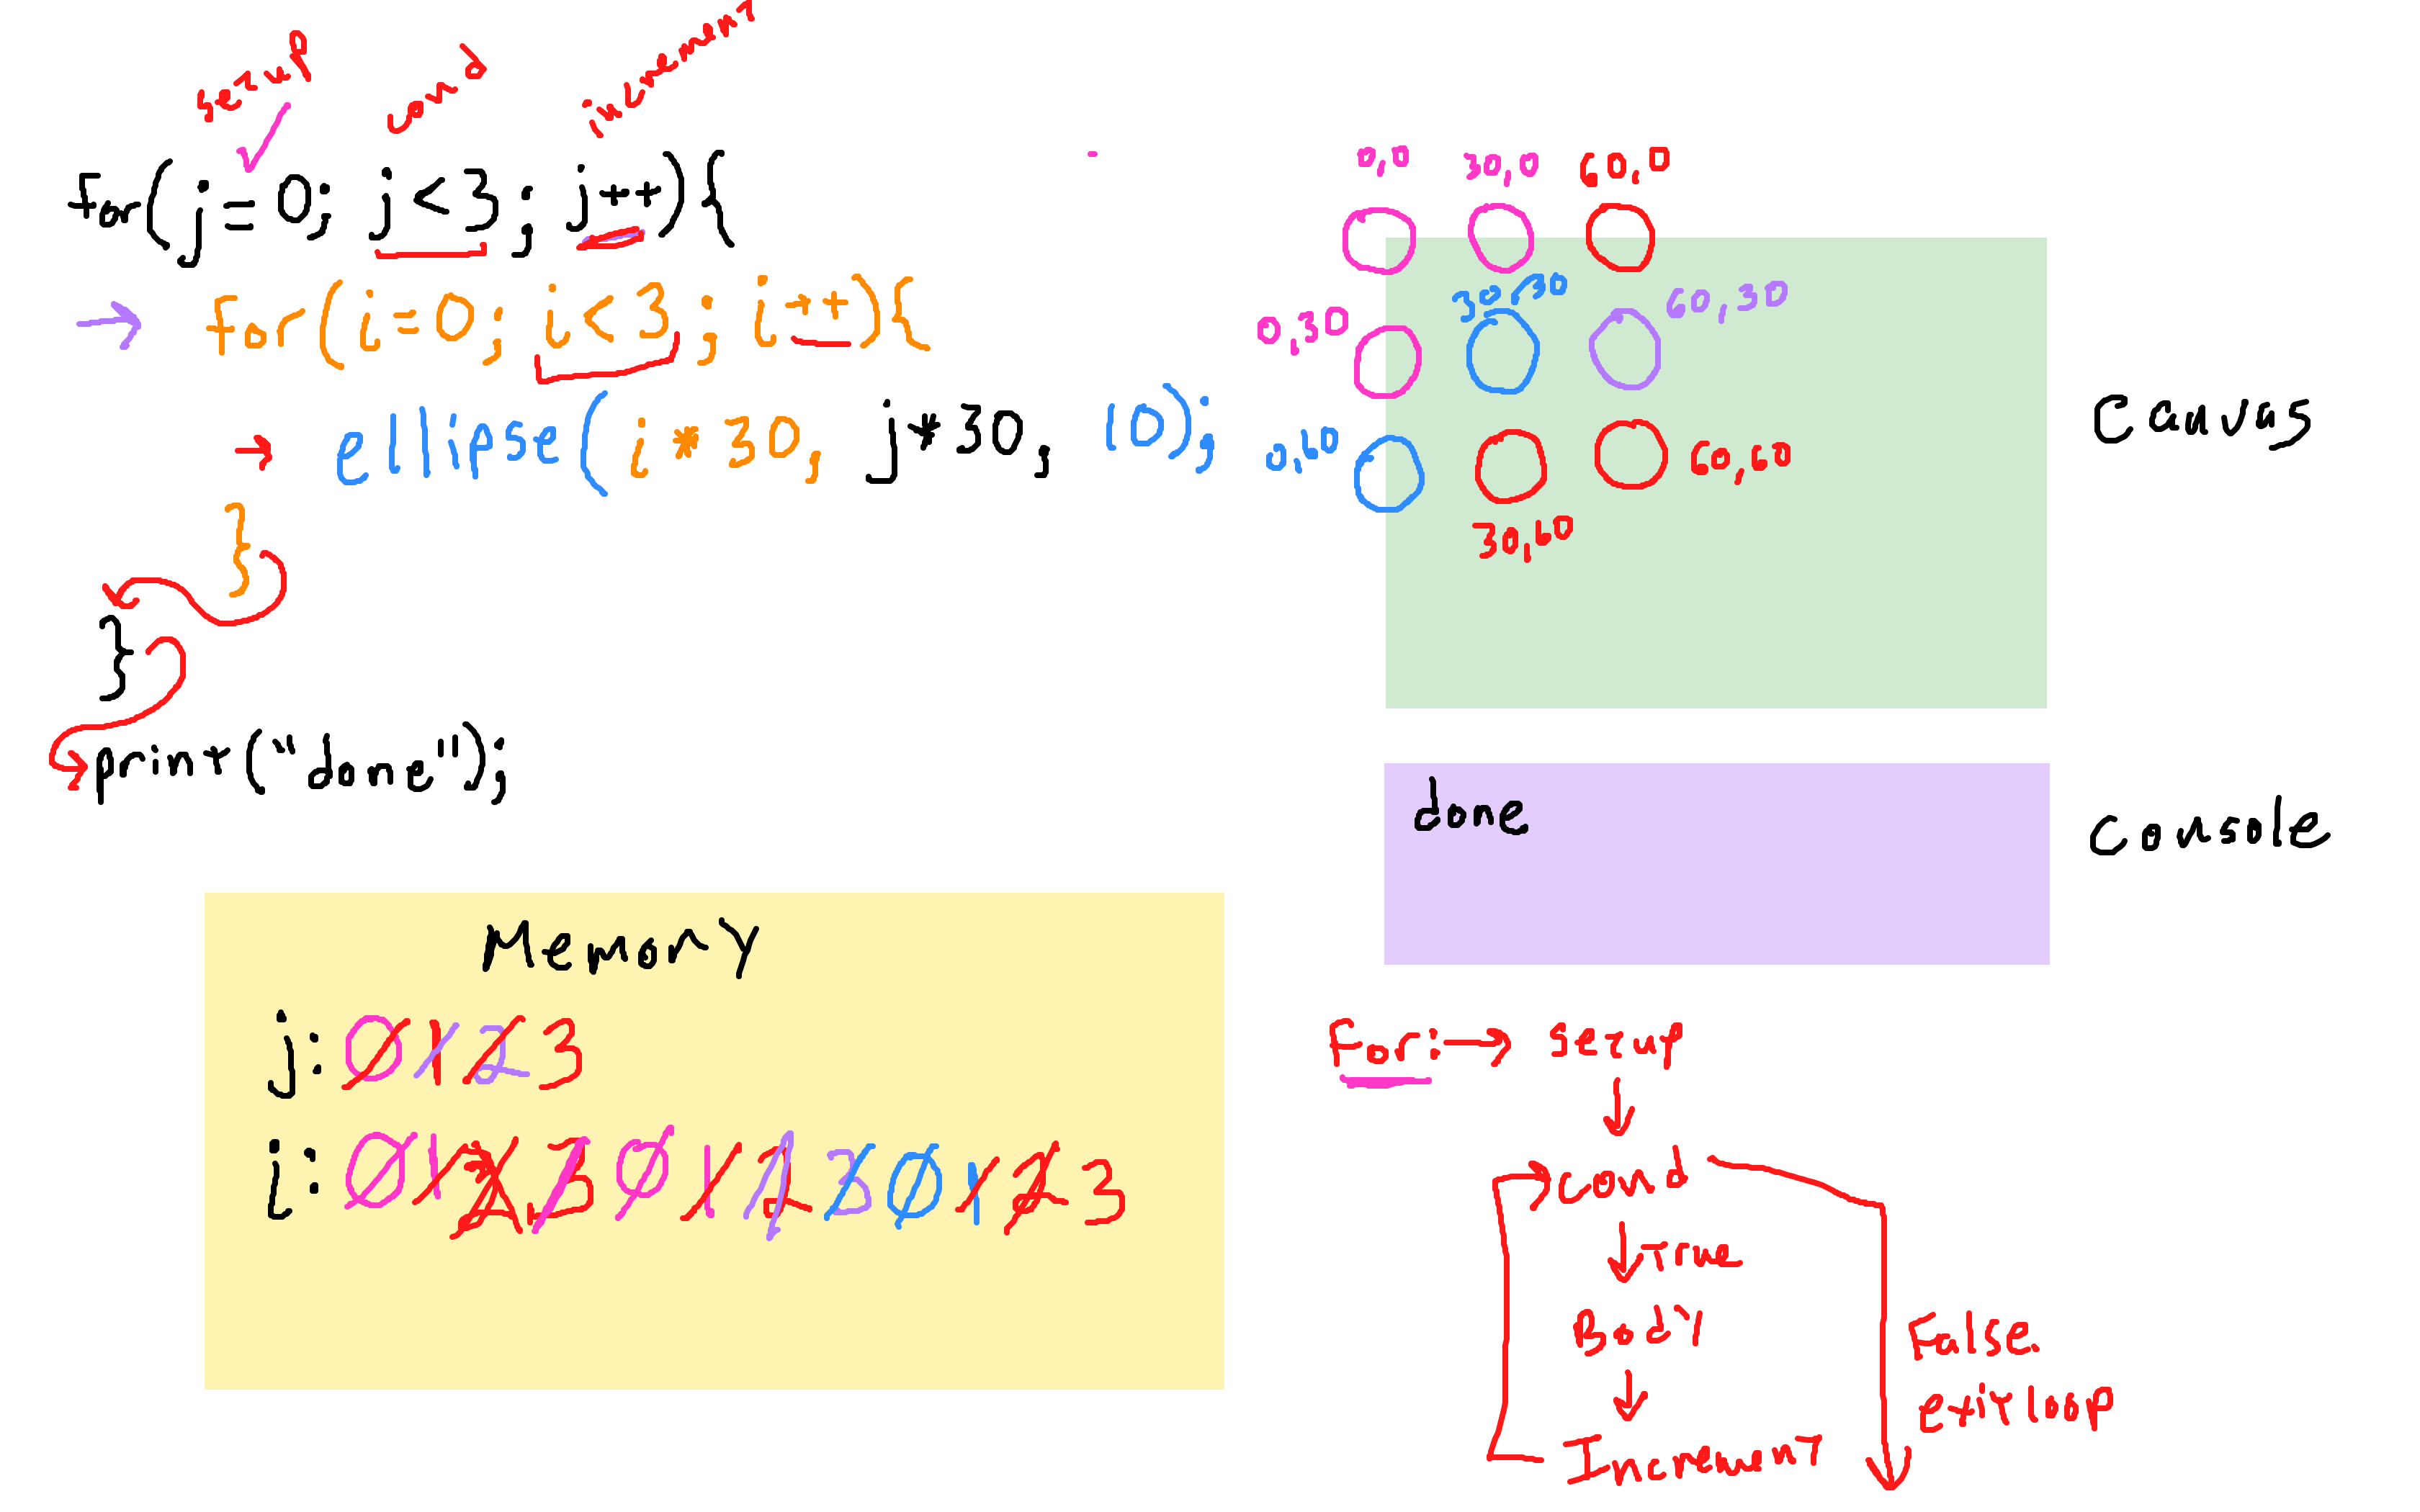 setup cond increment
for(j=0; j<3; j++){
for(i=0; i<3; i++){
ellipse(i*30, j*30, 10);
}
}
print("done");
0,0 30,0 60,0
0,30 30,30 60,30
0,60 60,60
30,60
Canvas
done
Console
Memory
j: 0 1 2 3
i: 0 1 2 3 0 1 2 3 0 1 2 3
For: → setup
cond
True
Body
Increment
False
exit loop